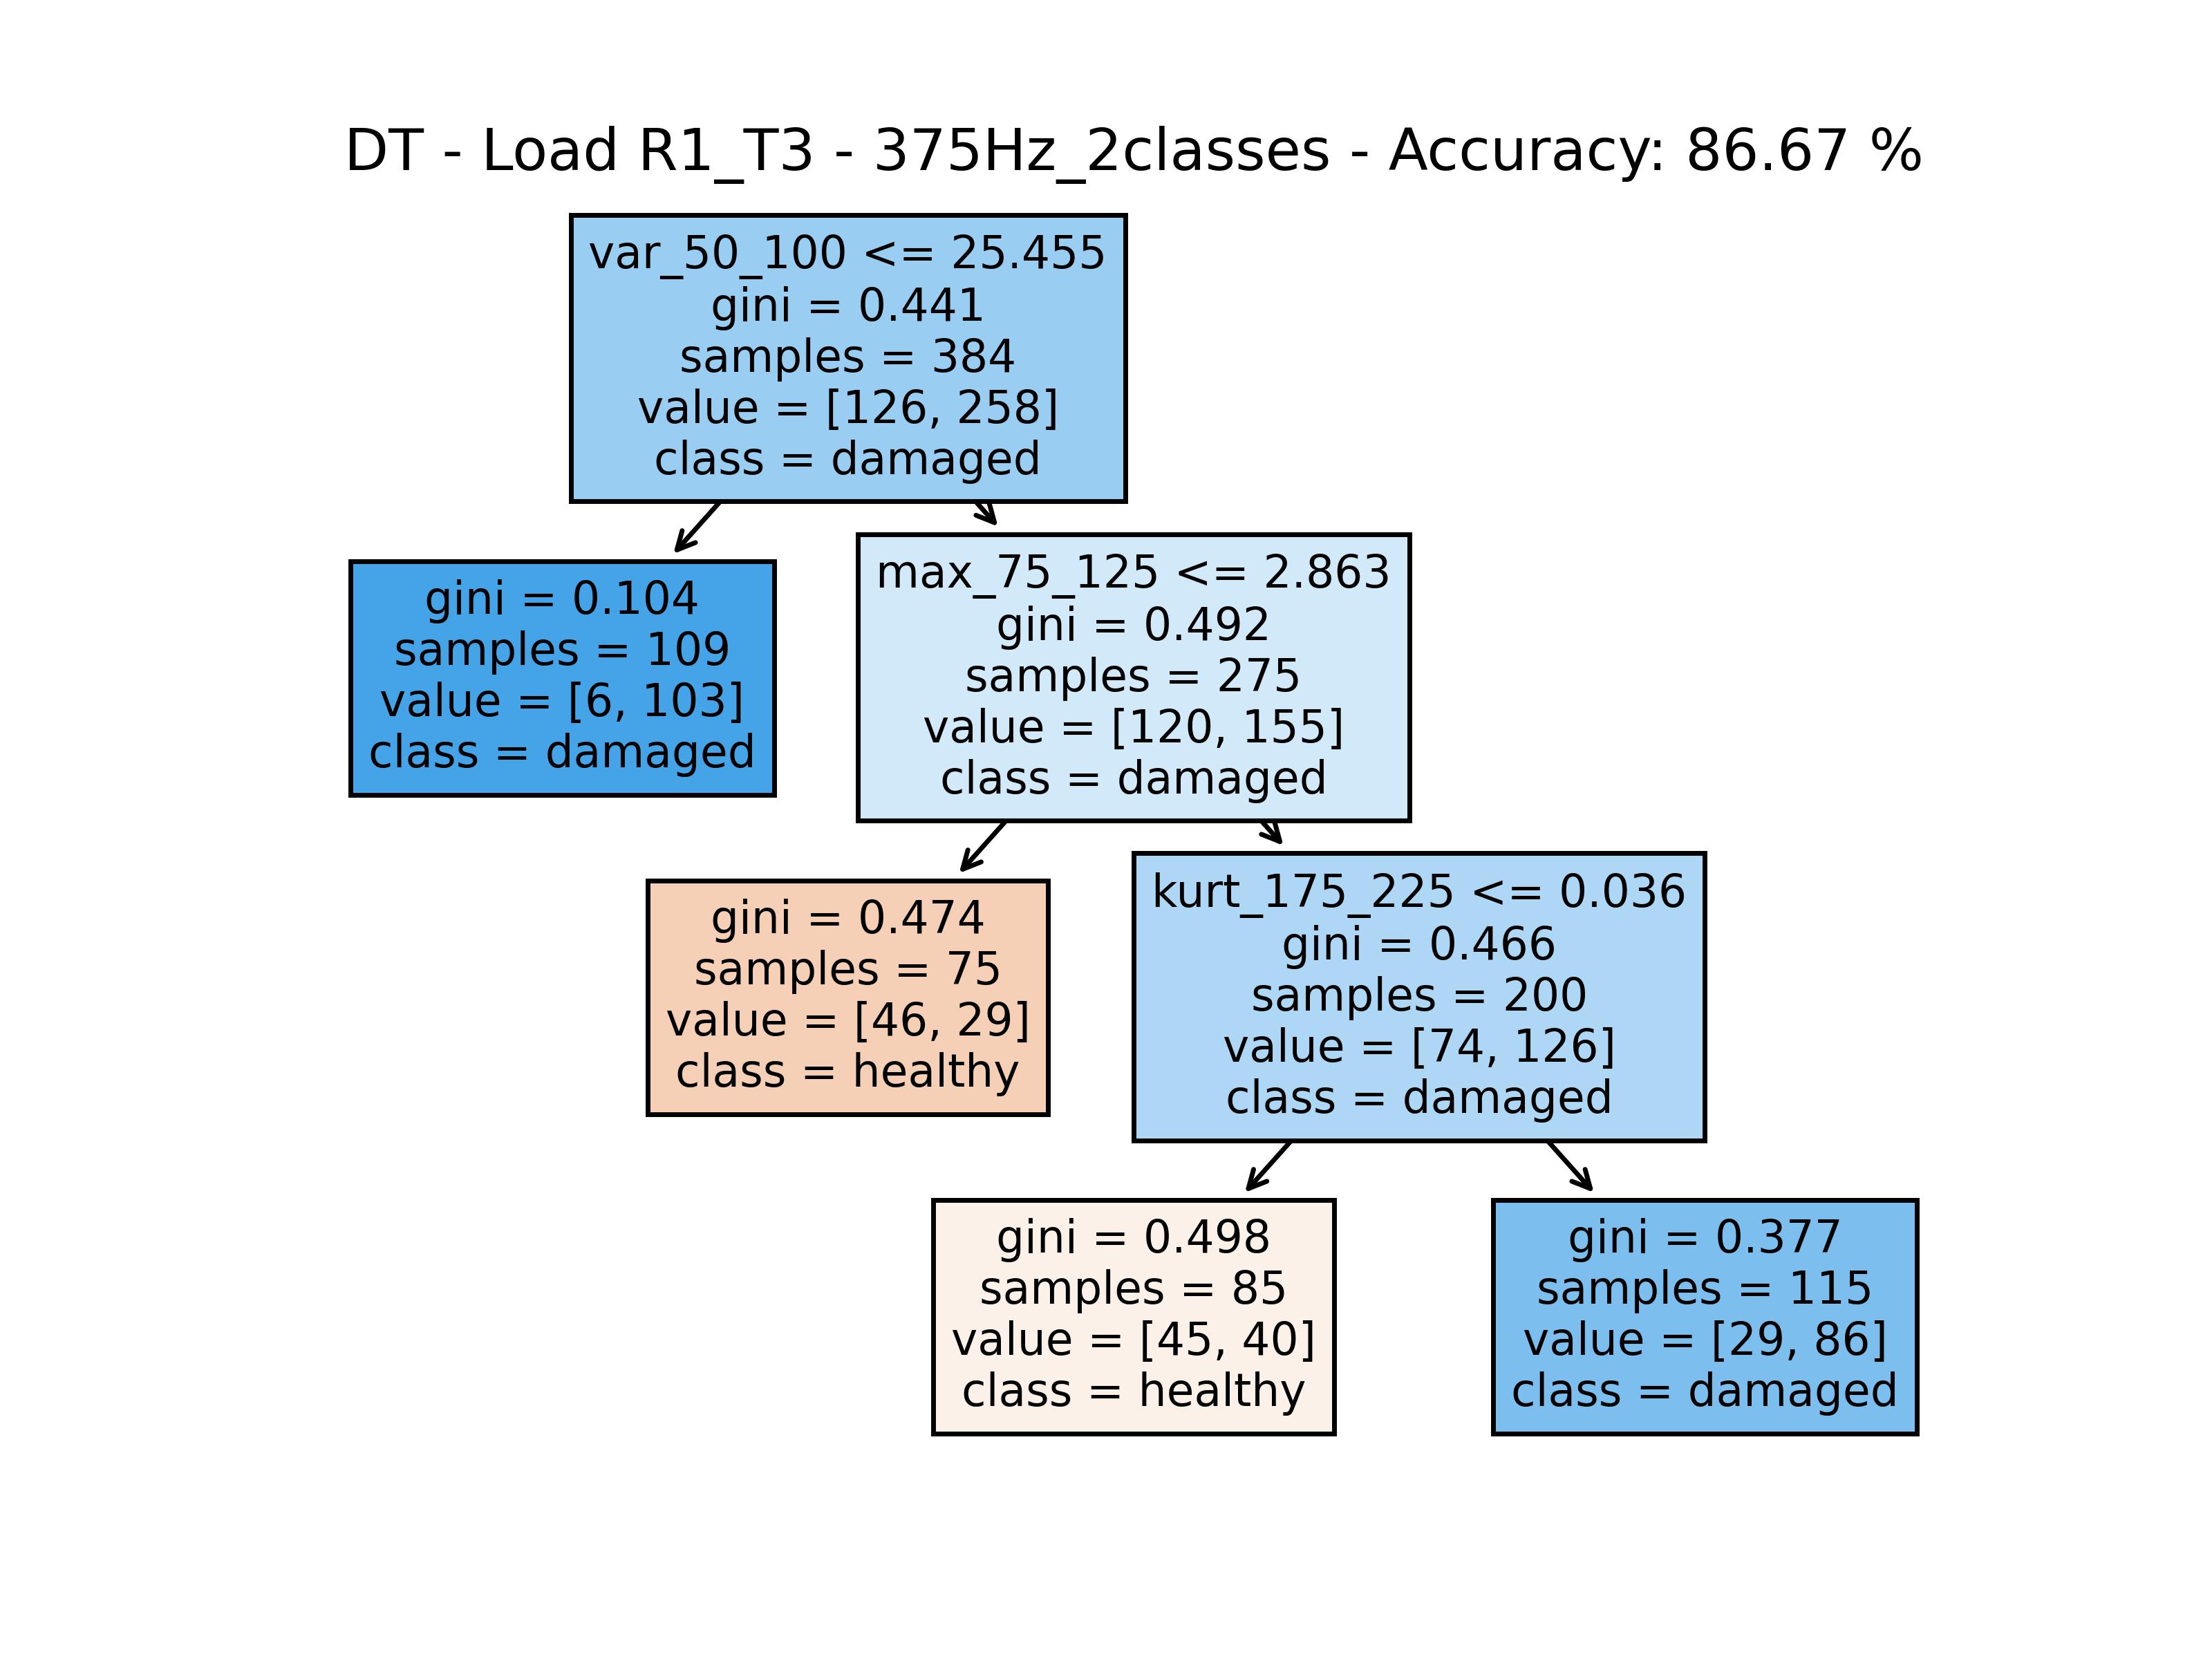 DT - Load R1_T3 - 375Hz_2classes - Accuracy: 86.67 %
var_50_100 <= 25.455
gini = 0.441
samples = 384
value = [126, 258]
class = damaged
gini = 0.104
samples = 109
value = [6, 103]
class = damaged
max_75_125 <= 2.863
gini = 0.492
samples = 275
value = [120, 155]
class = damaged
gini = 0.474
samples = 75
value = [46, 29]
class = healthy
kurt_175_225 <= 0.036
gini = 0.466
samples = 200
value = [74, 126]
class = damaged
gini = 0.498
samples = 85
value = [45, 40]
class = healthy
gini = 0.377
samples = 115
value = [29, 86]
class = damaged